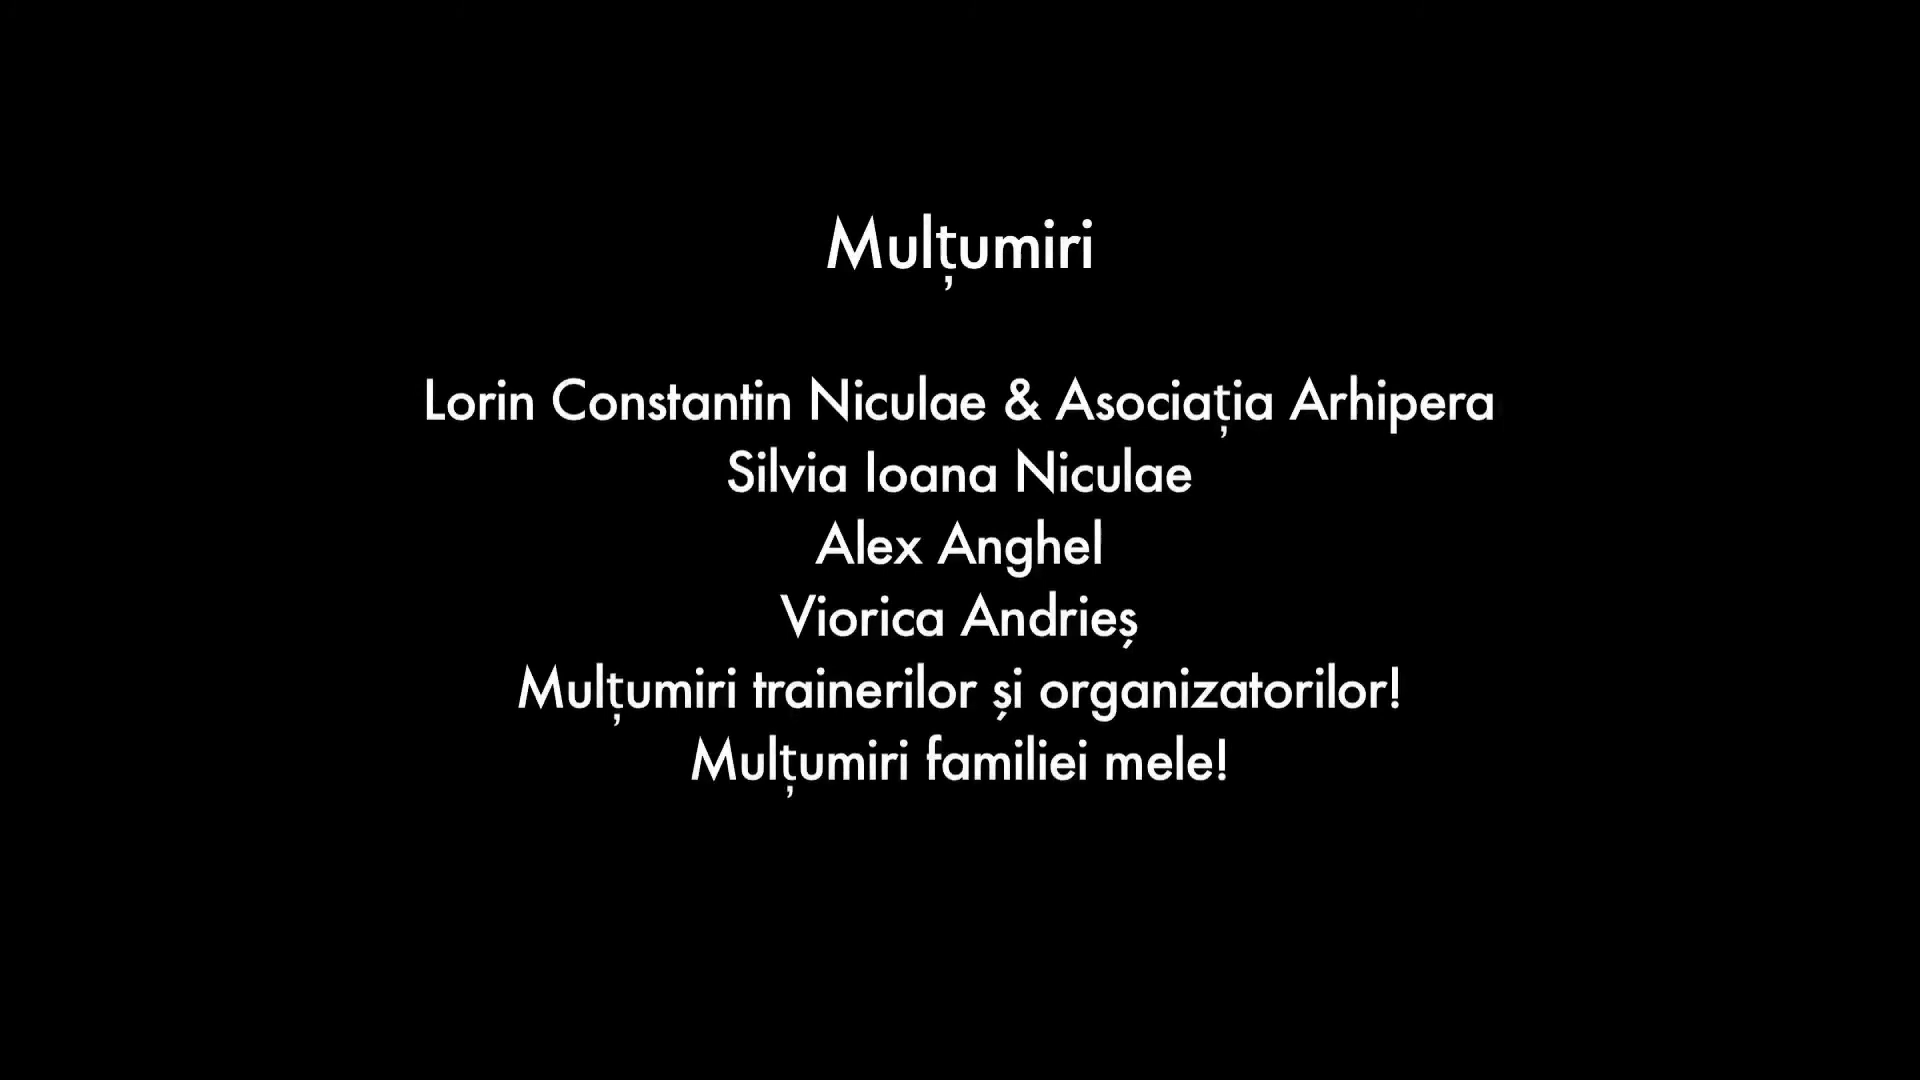 Mulțumiri
Lorin Constantin Niculae & Asociația Arhipera
Silvia Ioana Niculae
Alex Anghel
Viorica Andrieș
Mulțumiri trainerilor și organizatorilor!
Mulțumiri familiei mele!